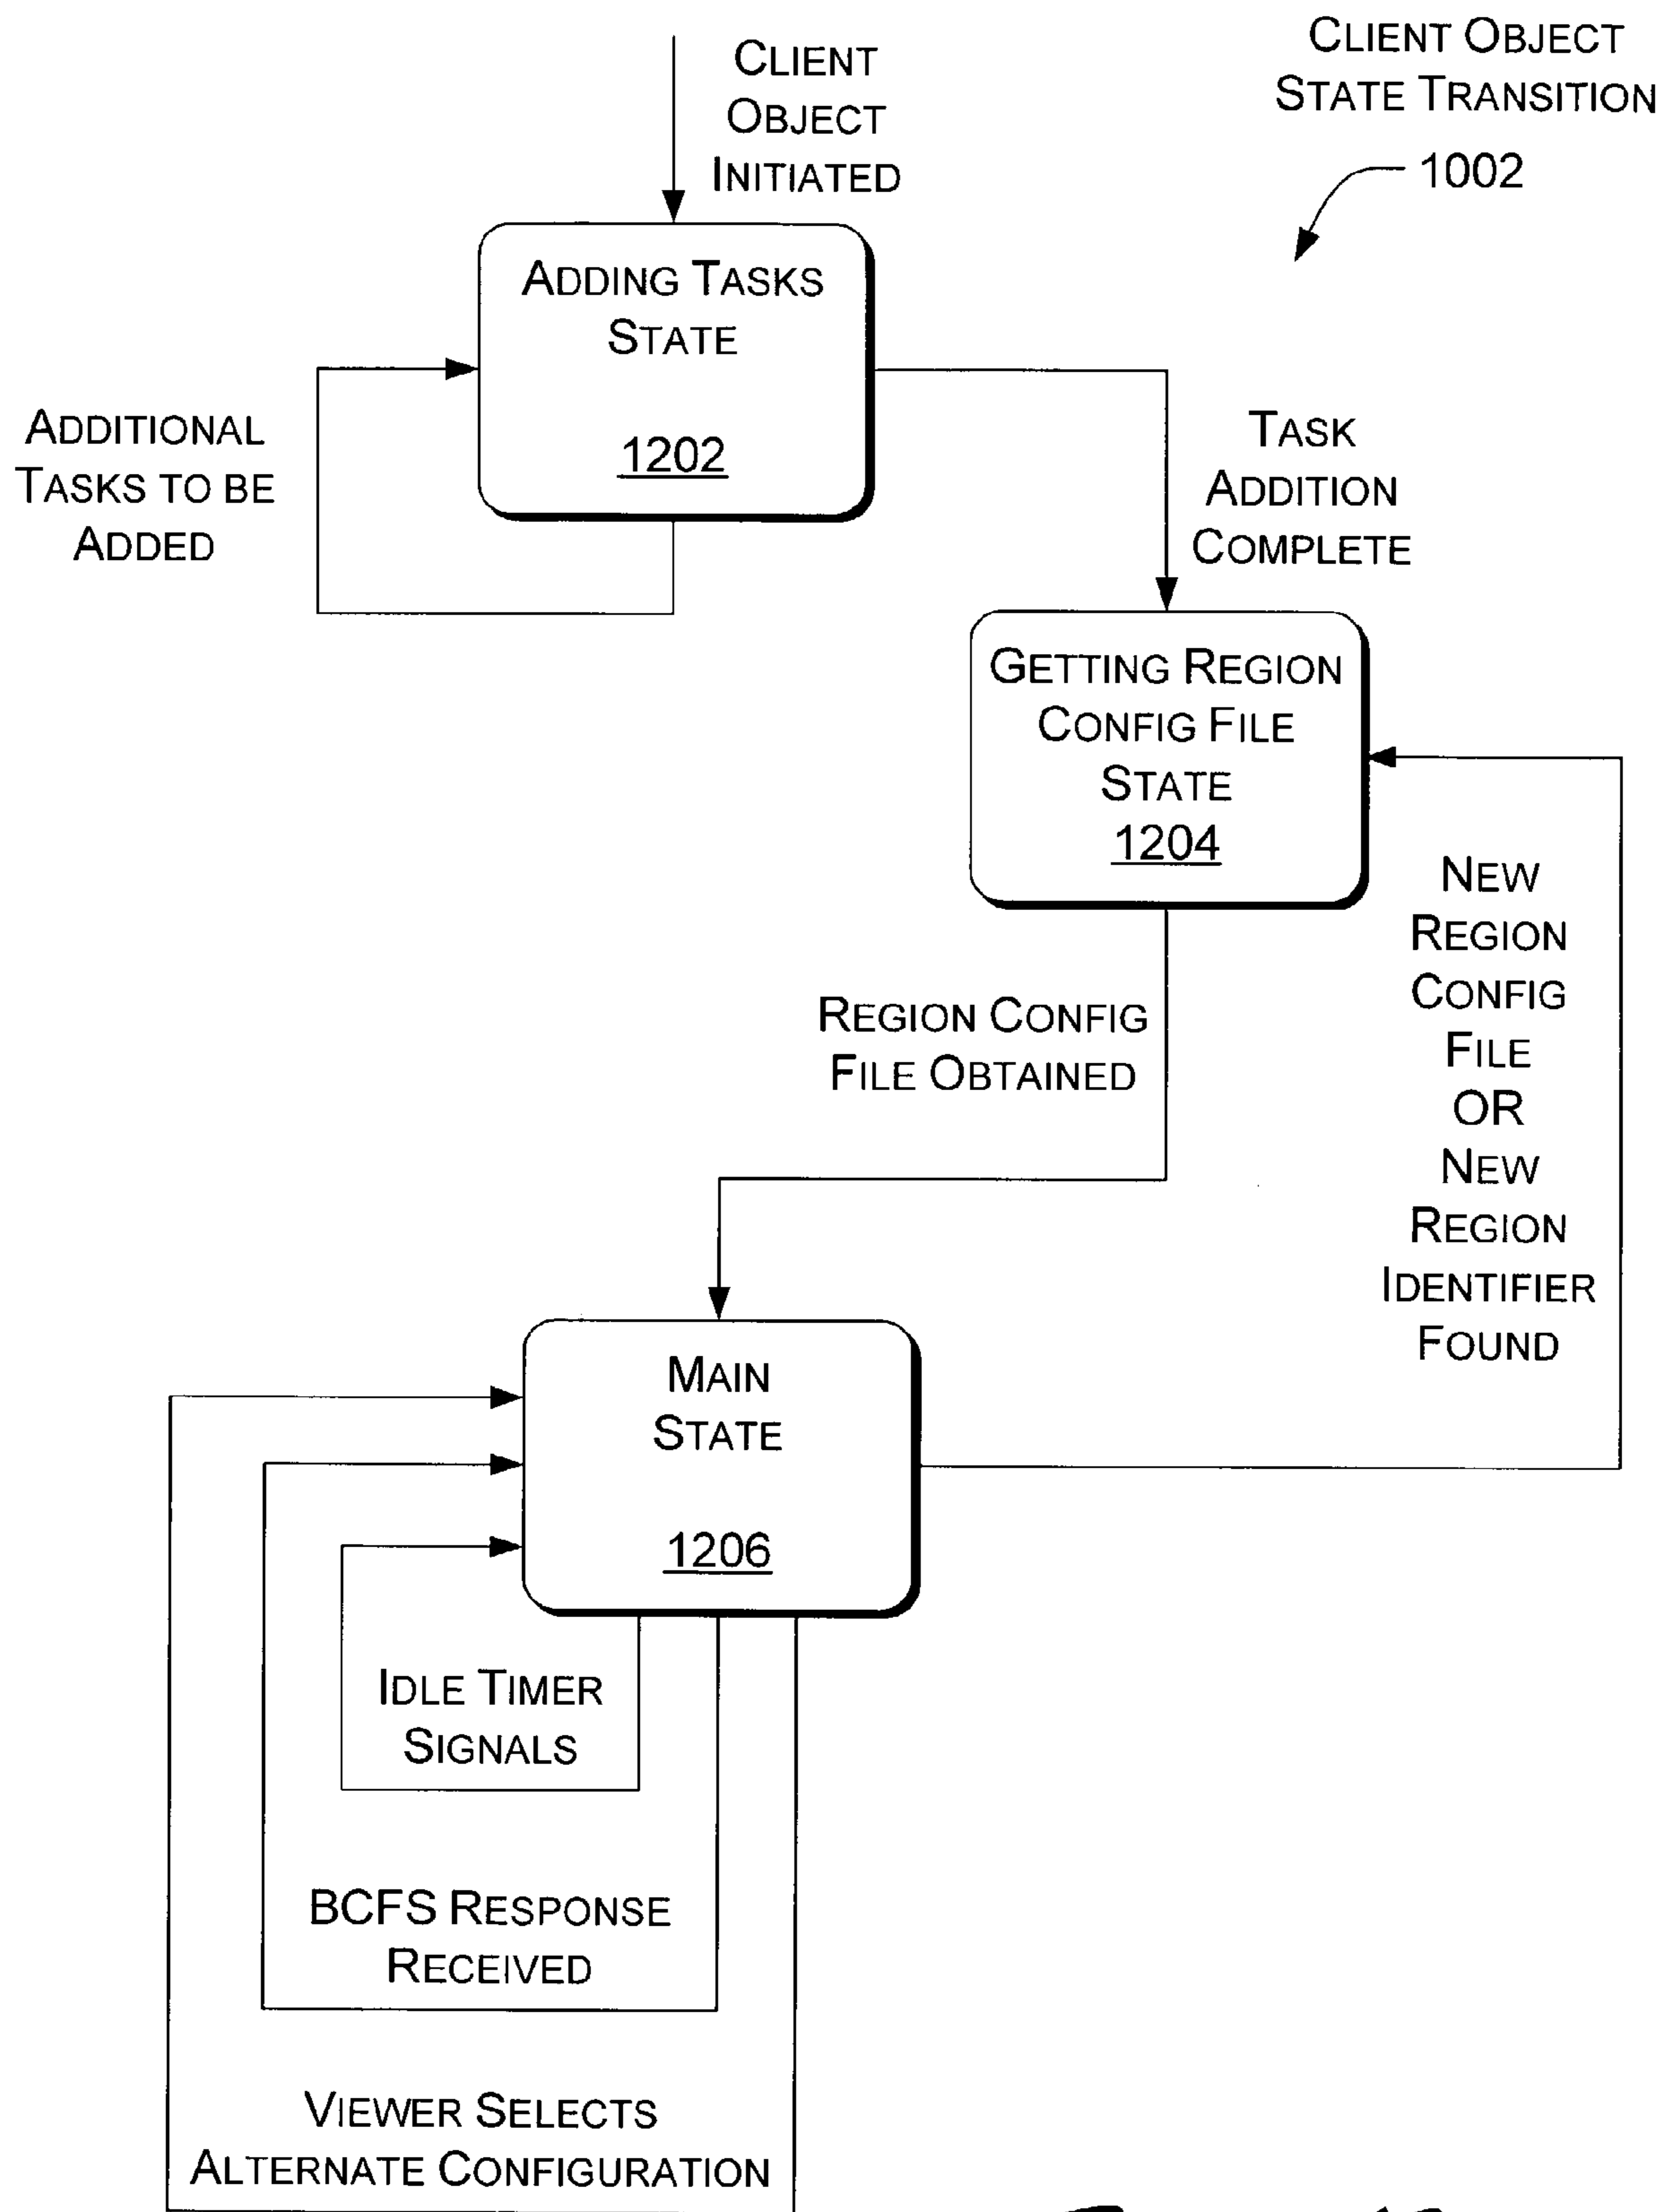 CLIENT OBJECT
STATE TRANSITION
1002
CLIENT
OBJECT
INITIATED
ADDING TASKS
STATE
1202
ADDITIONAL
TASKS TO BE
ADDED
TASK
ADDITION
COMPLETE
GETTING REGION
CONFIG FILE
STATE
1204
REGION CONFIG
FILE OBTAINED
NEW
REGION
CONFIG
FILE
OR
NEW
REGION
IDENTIFIER
FOUND
MAIN
STATE
1206
IDLE TIMER
SIGNALS
BCFS RESPONSE
RECEIVED
VIEWER SELECTS
ALTERNATE CONFIGURATION